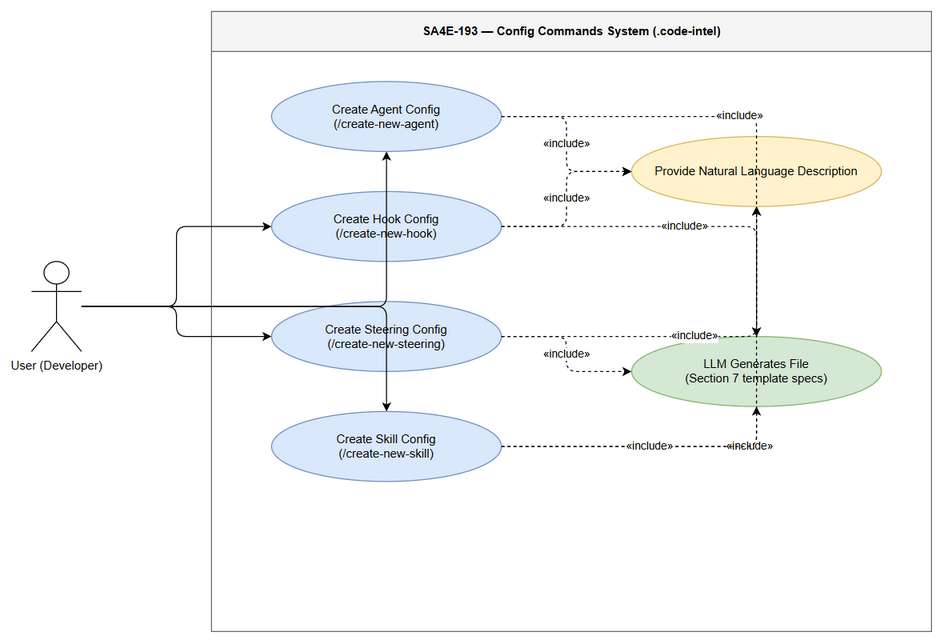 SA4E-193 — Config Commands System (.code-intel)
Create Agent Config
(/create-new-agent)
«include»
«include»
Provide Natural Language Description
«include»
Create Hook Config
(/create-new-hook)
«include»
Create Steering Config
(/create-new-steering)
«include»
«include»
User (Developer)
LLM Generates File
(Section 7 template specs)
Create Skill Config
(/create-new-skill)
«include»
«include»